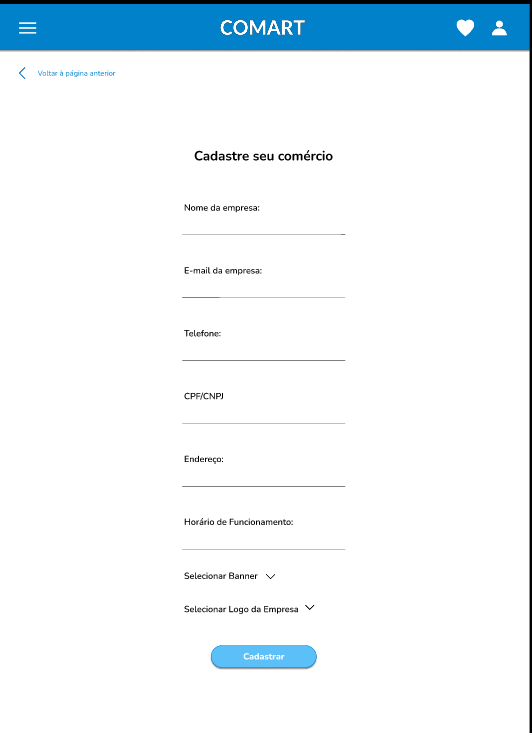 COMART
Voltar à página anterior
Cadastre seu comércio
Nome da empresa:
E-mail da empresa:
Telefone:
CPF/CNPJ
Endereço:
Horário de Funcionamento:
Selecionar Banner
Selecionar Logo da Empresa
Cadastrar